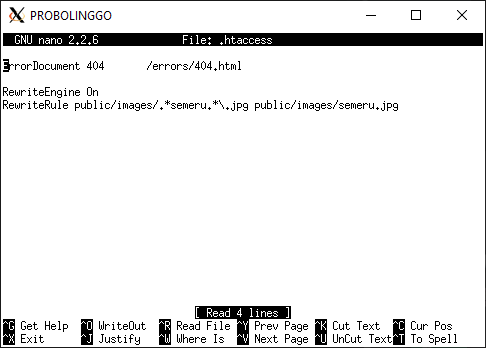 PROBOLINGGO
GNU nano 2.2.6 File: .htaccess
ErrorDocument 404 /errors/404.html
RewriteEngine On
RewriteRule public/images/.*semeru.*\.jpg public/images/semeru.jpg
[ Read 4 lines ]
^G Get Help ^O WriteOut ^R Read File ^Y Prev Page ^K Cut Text ^C Cur Pos
^X Exit ^J Justify ^W Where Is ^V Next Page ^U UnCut Text ^T To Spell